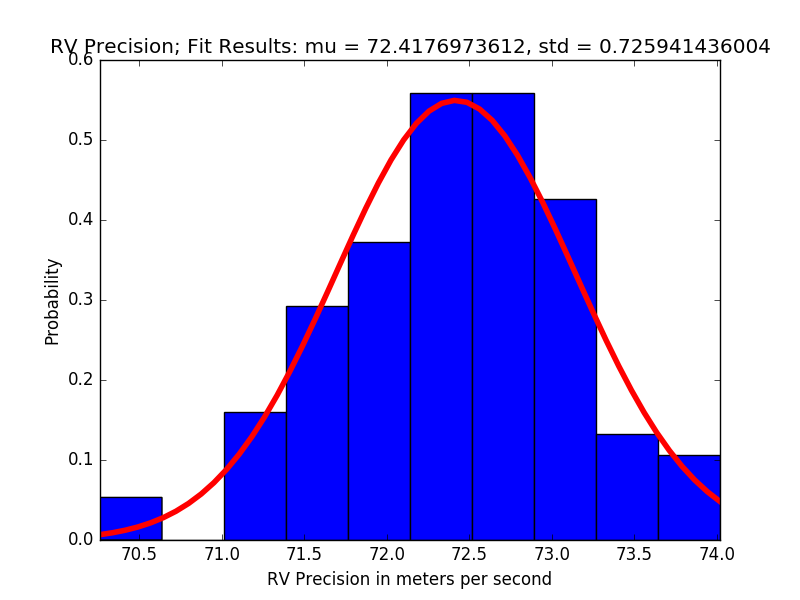 RV Precision; Fit Results: mu = 72.4176973612, std = 0.725941436004
0.6
0.5
0.4
0.3
0.2
0.1
0.0
Probability
70.5 71.0 71.5 72.0 72.5 73.0 73.5 74.0
RV Precision in meters per second